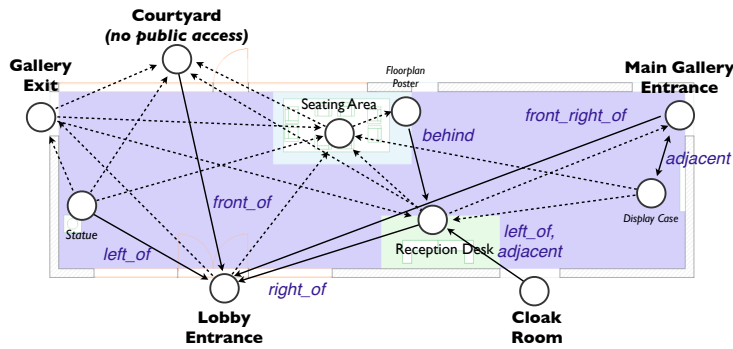 Courtyard
(no public access)
Gallery
Exit
Floorplan
Poster
Seating Area
Main Gallery
Entrance
front_right_of
behind
adjacent
front_of
Statue
Display Case
left_of
left_of,
adjacent
Reception Desk
right_of
Lobby
Entrance
Cloak
Room